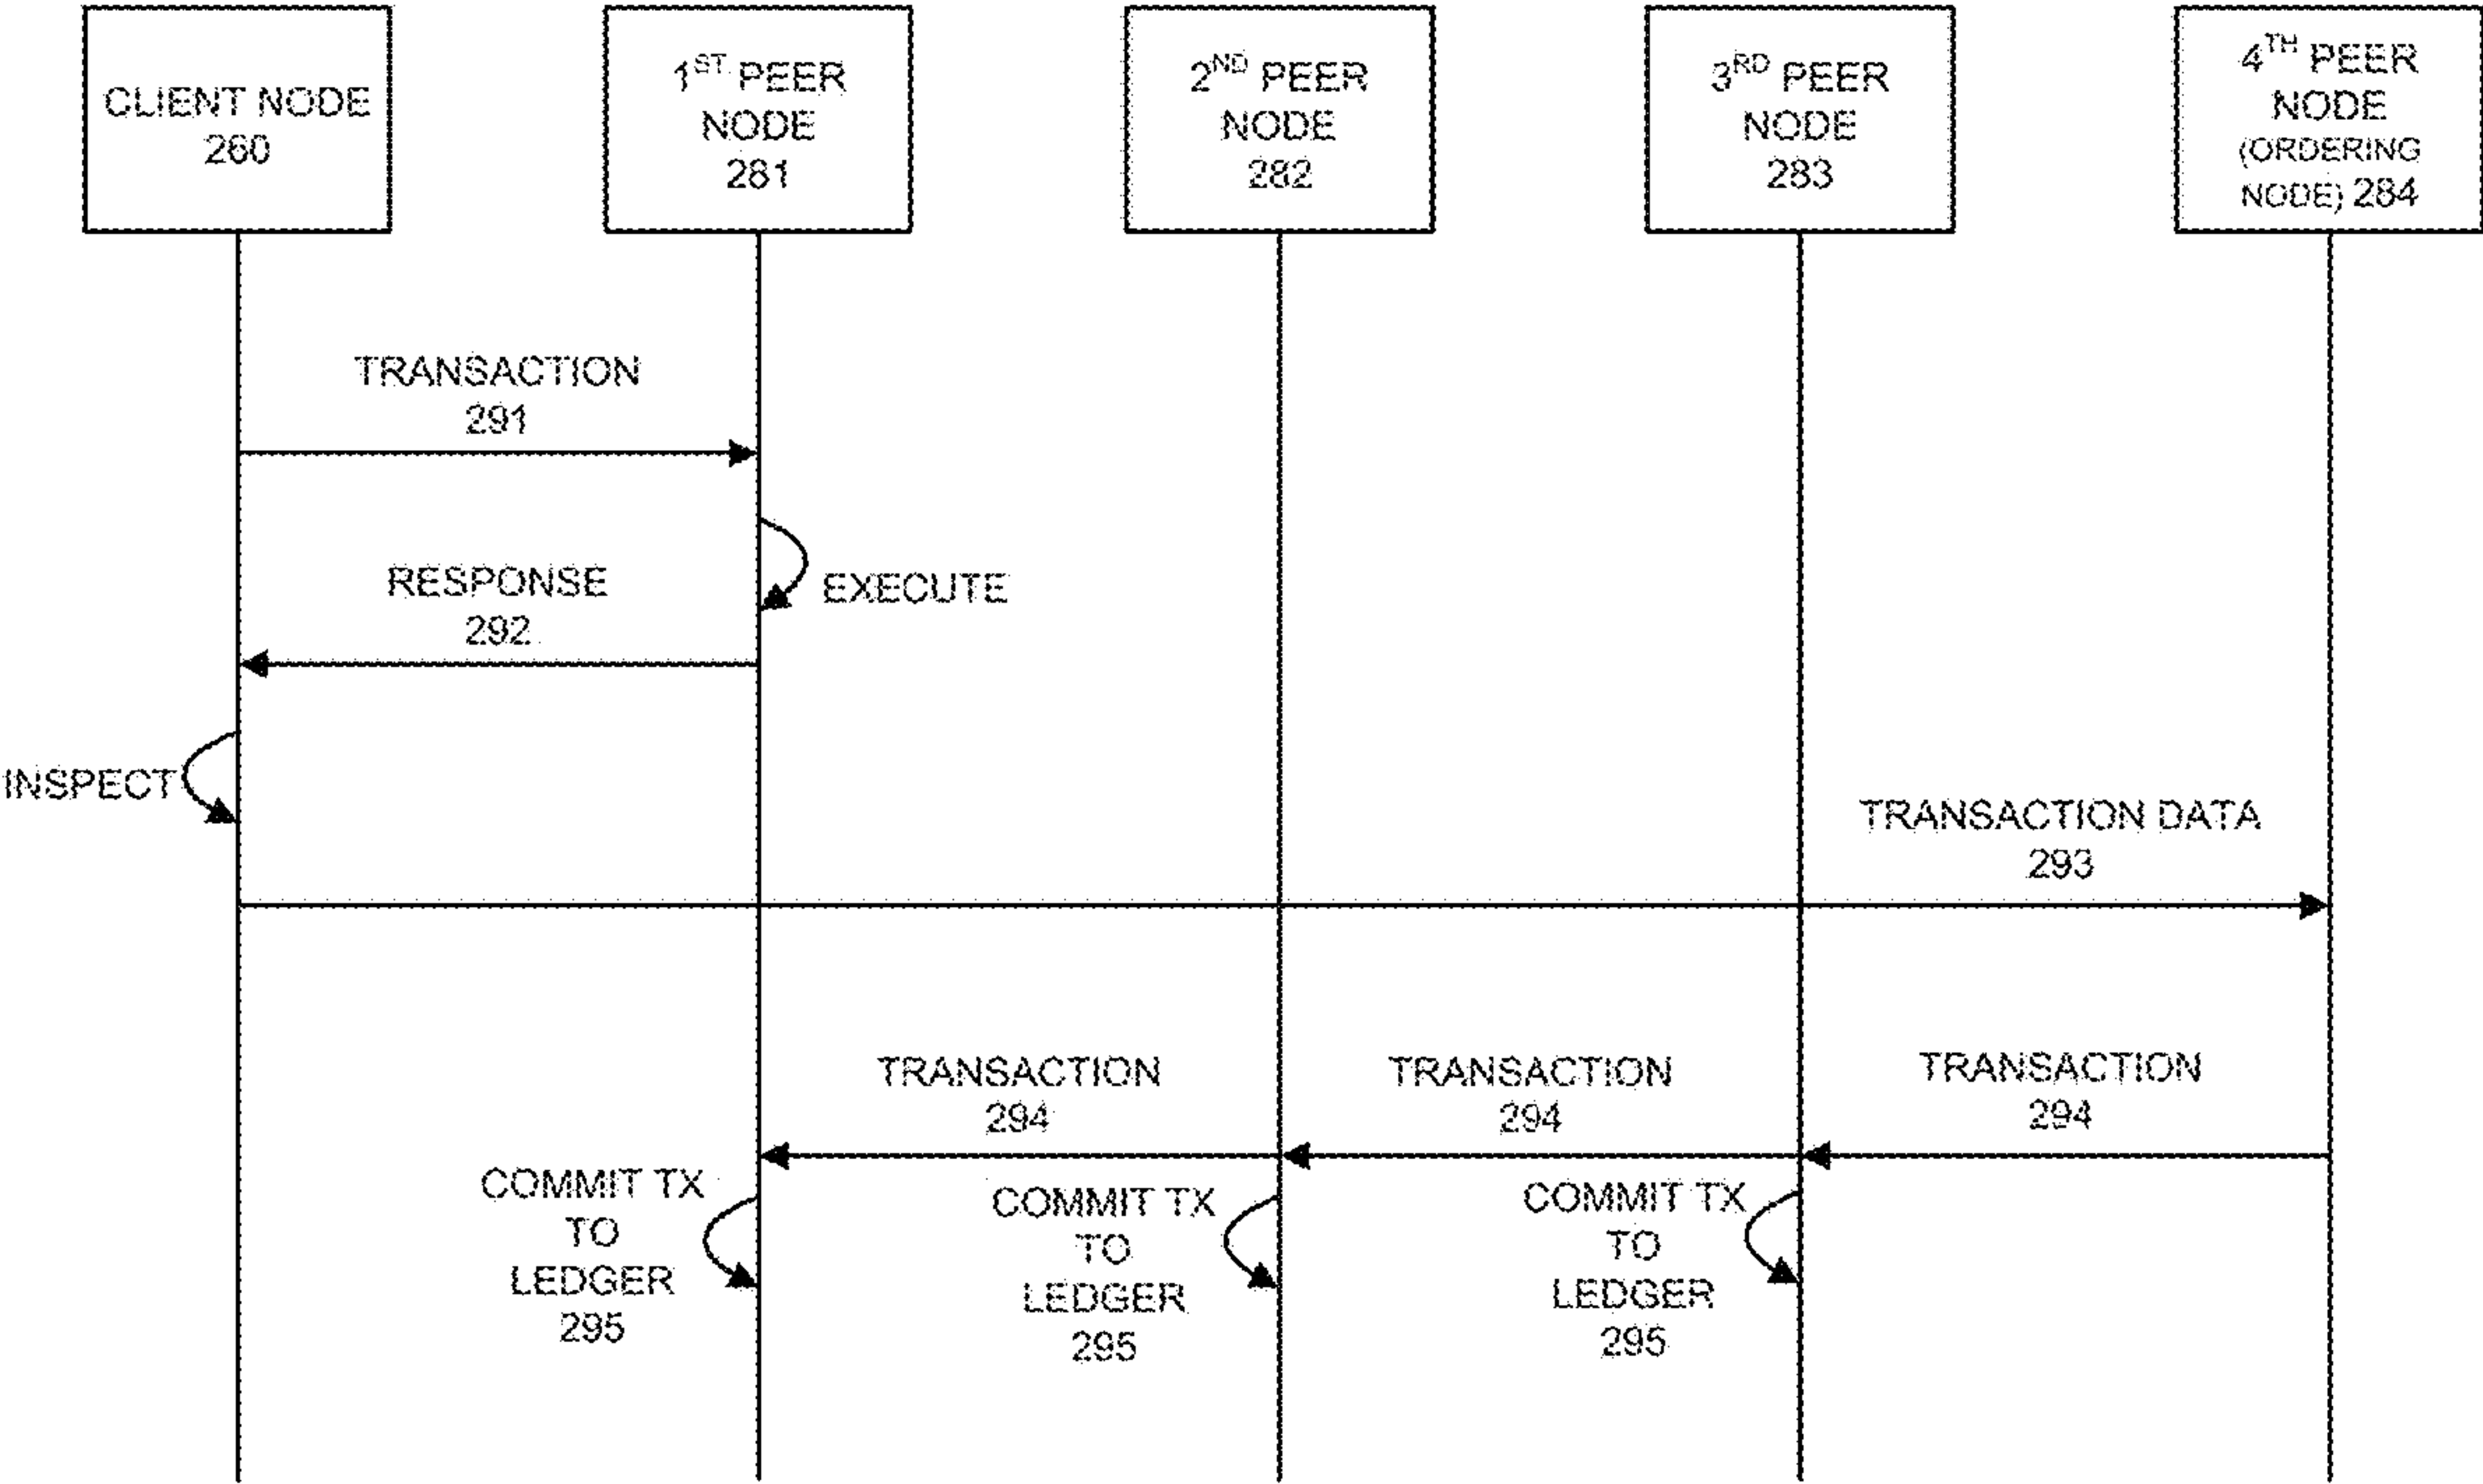 CLIENT NODE
260
1ST PEER
NODE
281
2ND PEER
NODE
282
3RD PEER
NODE
283
4TH PEER
NODE
(ORDERING
NODE) 284
TRANSACTION
291
EXECUTE
RESPONSE
292
INSPECT
TRANSACTION DATA
293
TRANSACTION
294
TRANSACTION
294
TRANSACTION
294
COMMIT TX
TO
LEDGER
295
COMMIT TX
TO
LEDGER
295
COMMIT TX
TO
LEDGER
295